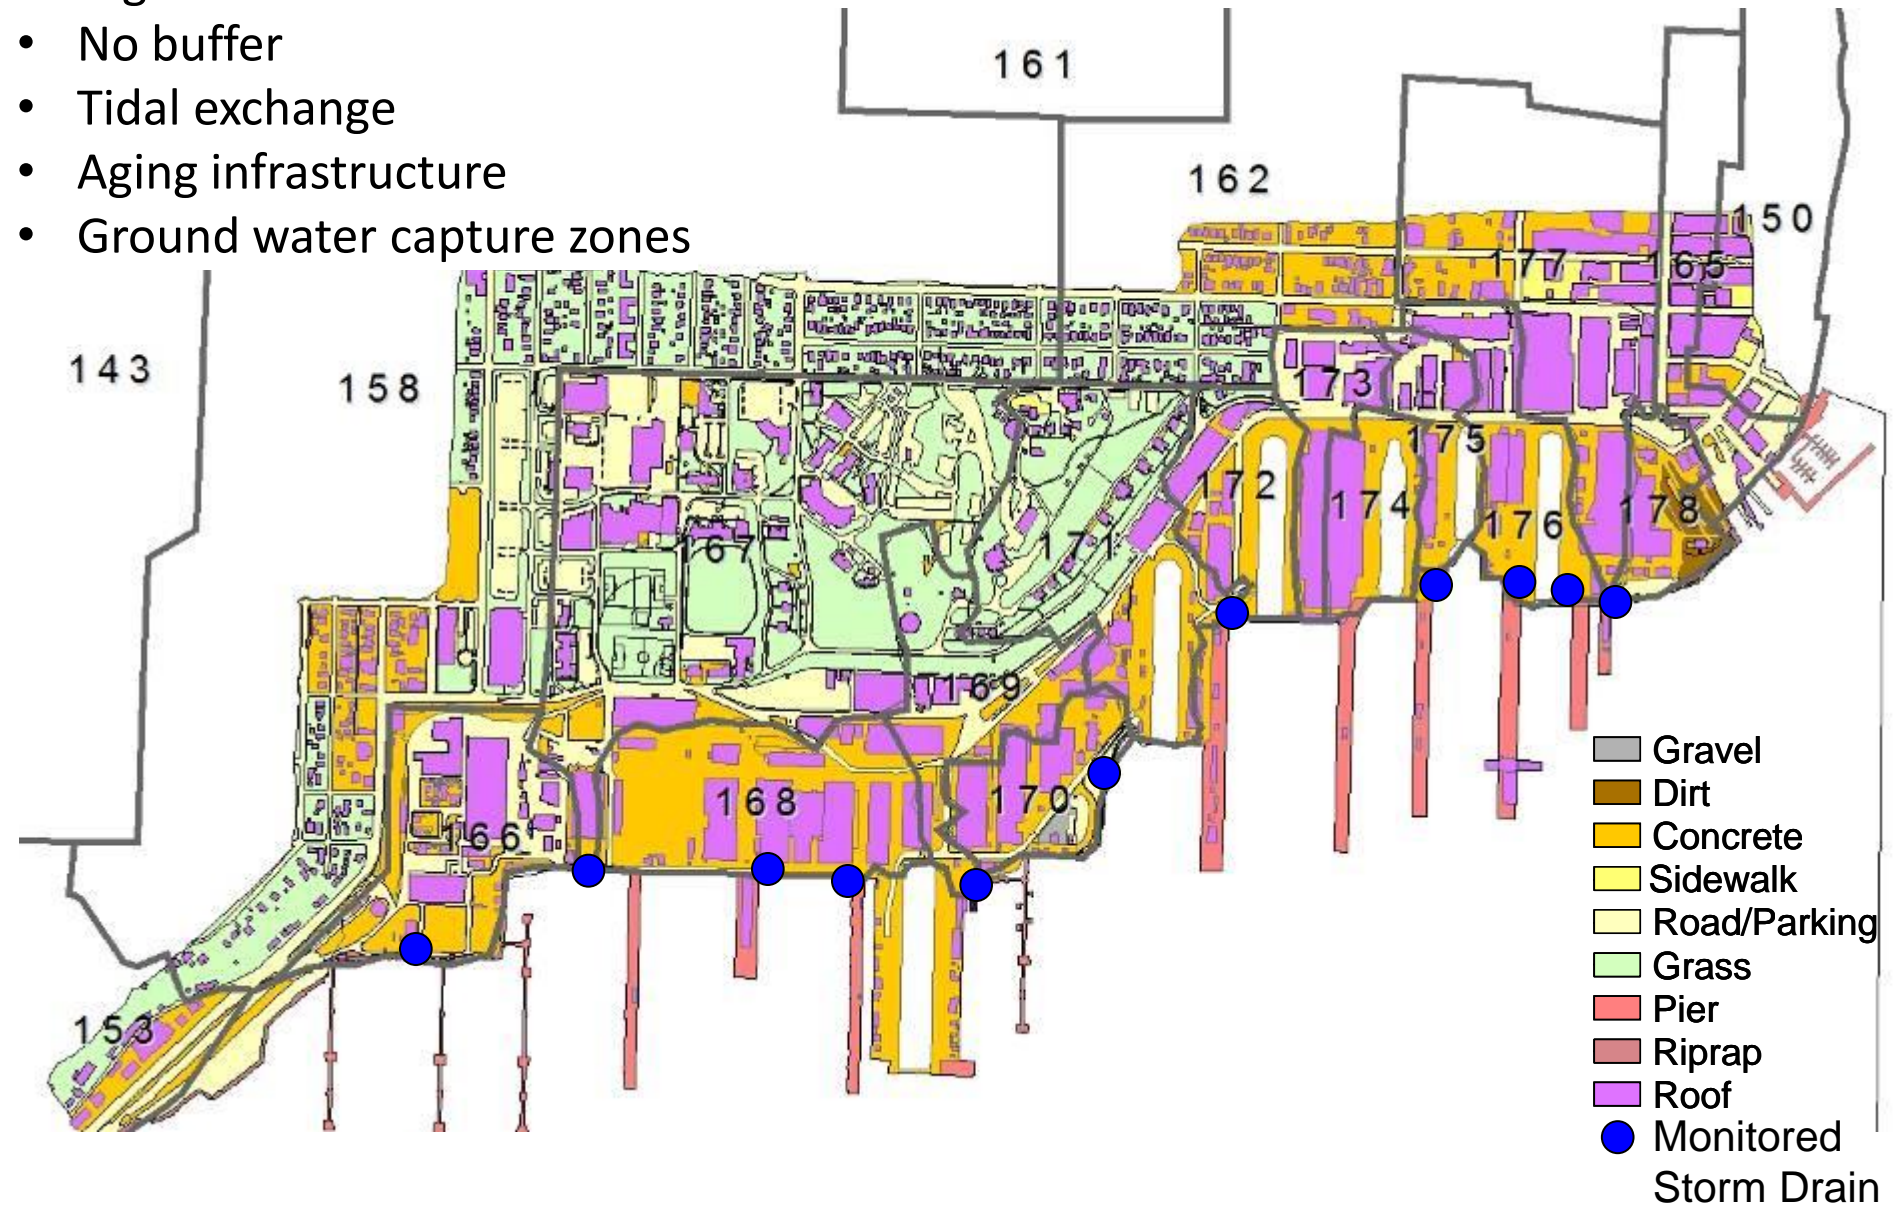 • No buffer
• Tidal exchange
• Aging infrastructure
• Ground water capture zones
161
162
150
177
165
143
158
173
175
172
174
176
178
167
171
169
168
170
166
153
Gravel
Dirt
Concrete
Sidewalk
Road/Parking
Grass
Pier
Riprap
Roof
Monitored
Storm Drain